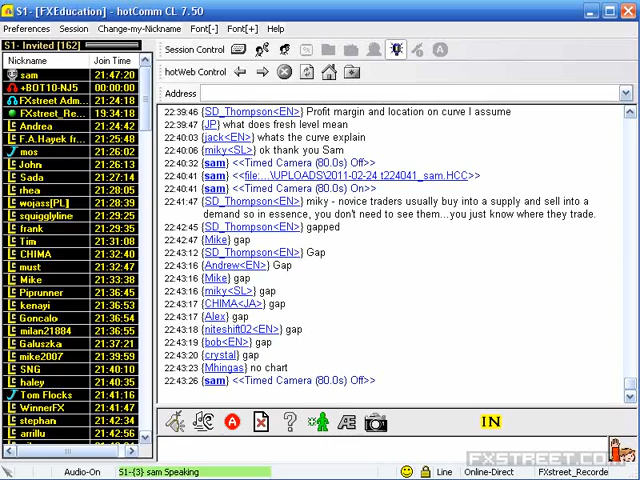 S1- [FXEducation] - hotComm CL 7.50
Preferences Session Change-my-Nickname Font[-] Font[+] Help
S1- Invited [162]
Nickname Join Time
sam 21:47:20
+BOT10-NJ5 00:00:00
FXstreet Adm... 21:24:18
FXstreet_Re... 19:34:18
Andrea 21:24:42
F.A.Hayek fr... 21:25:48
mos 21:26:02
John 21:26:13
Sada 21:27:14
rhea 21:28:05
wojass[PL] 21:28:39
squigglyline 21:29:25
frank 21:29:35
Tim 21:31:08
CHIMA 21:32:40
must 21:32:47
Mike 21:33:38
Piprunner 21:36:45
kenayi 21:36:53
Goncalo 21:36:54
milan21884 21:36:55
Galuszka 21:37:21
mike2007 21:39:59
SNG 21:40:10
haley 21:40:35
Tom Flocks 21:41:16
WinnerFX 21:41:47
stephan 21:42:34
arrillu 21:42:56
Session Control
hotWeb Control
Address
22:39:46 {SD_Thompson<EN>} Profit margin and location on curve I assume
22:39:47 {JP} what does fresh level mean
22:40:03 {jack<EN>} whats the curve explain
22:40:09 {miky<SL>} ok thank you Sam
22:40:32 {sam} <<Timed Camera (80.0s) Off>>
22:40:41 {sam} <<file:...\UPLOADS\2011-02-24 t224041_sam.HCC>>
22:40:41 {sam} <<Timed Camera (80.0s) On>>
22:41:47 {SD_Thompson<EN>} miky - novice traders usually buy into a supply and sell into a
demand so in essence, you don't need to see them...you just know where they trade.
22:42:45 {SD_Thompson<EN>} gapped
22:42:47 {Mike} gap
22:43:12 {SD_Thompson<EN>} Gap
22:43:16 {Andrew<EN>} Gap
22:43:16 {Mike} gap
22:43:16 {miky<SL>} gap
22:43:17 {CHIMA<JA>} gap
22:43:17 {Alex} gap
22:43:18 {niteshift02<EN>} gap
22:43:19 {bob<EN>} gap
22:43:20 {crystal} gap
22:43:23 {Mhingas} no chart
22:43:26 {sam} <<Timed Camera (80.0s) Off>>
IN
FXSTREET.COM
Audio-On S1-{3} sam Speaking Line Online-Direct FXstreet_Recorde